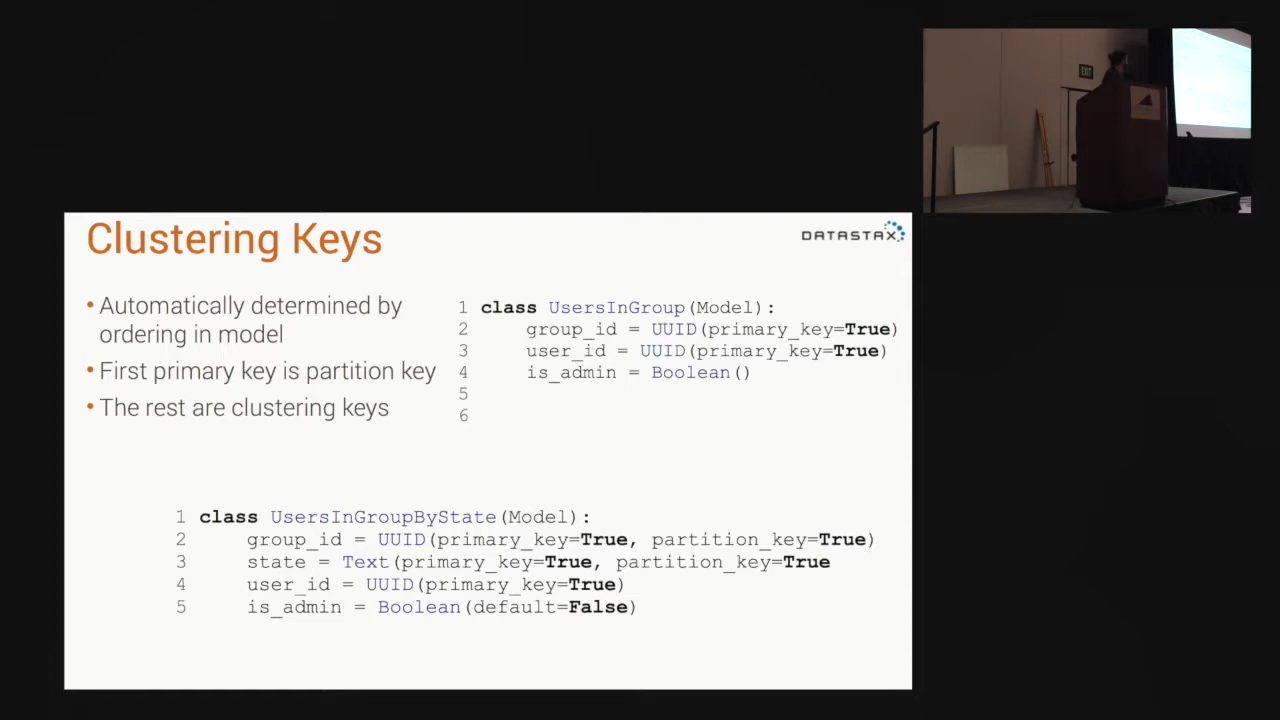 EXIT
Clustering Keys
DATASTAX
• Automatically determined by
ordering in model
• First primary key is partition key
• The rest are clustering keys
1 class UsersInGroup(Model):
2 group_id = UUID(primary_key=True)
3 user_id = UUID(primary_key=True)
4 is_admin = Boolean()
5
6
1 class UsersInGroupByState(Model):
2 group_id = UUID(primary_key=True, partition_key=True)
3 state = Text(primary_key=True, partition_key=True
4 user_id = UUID(primary_key=True)
5 is_admin = Boolean(default=False)